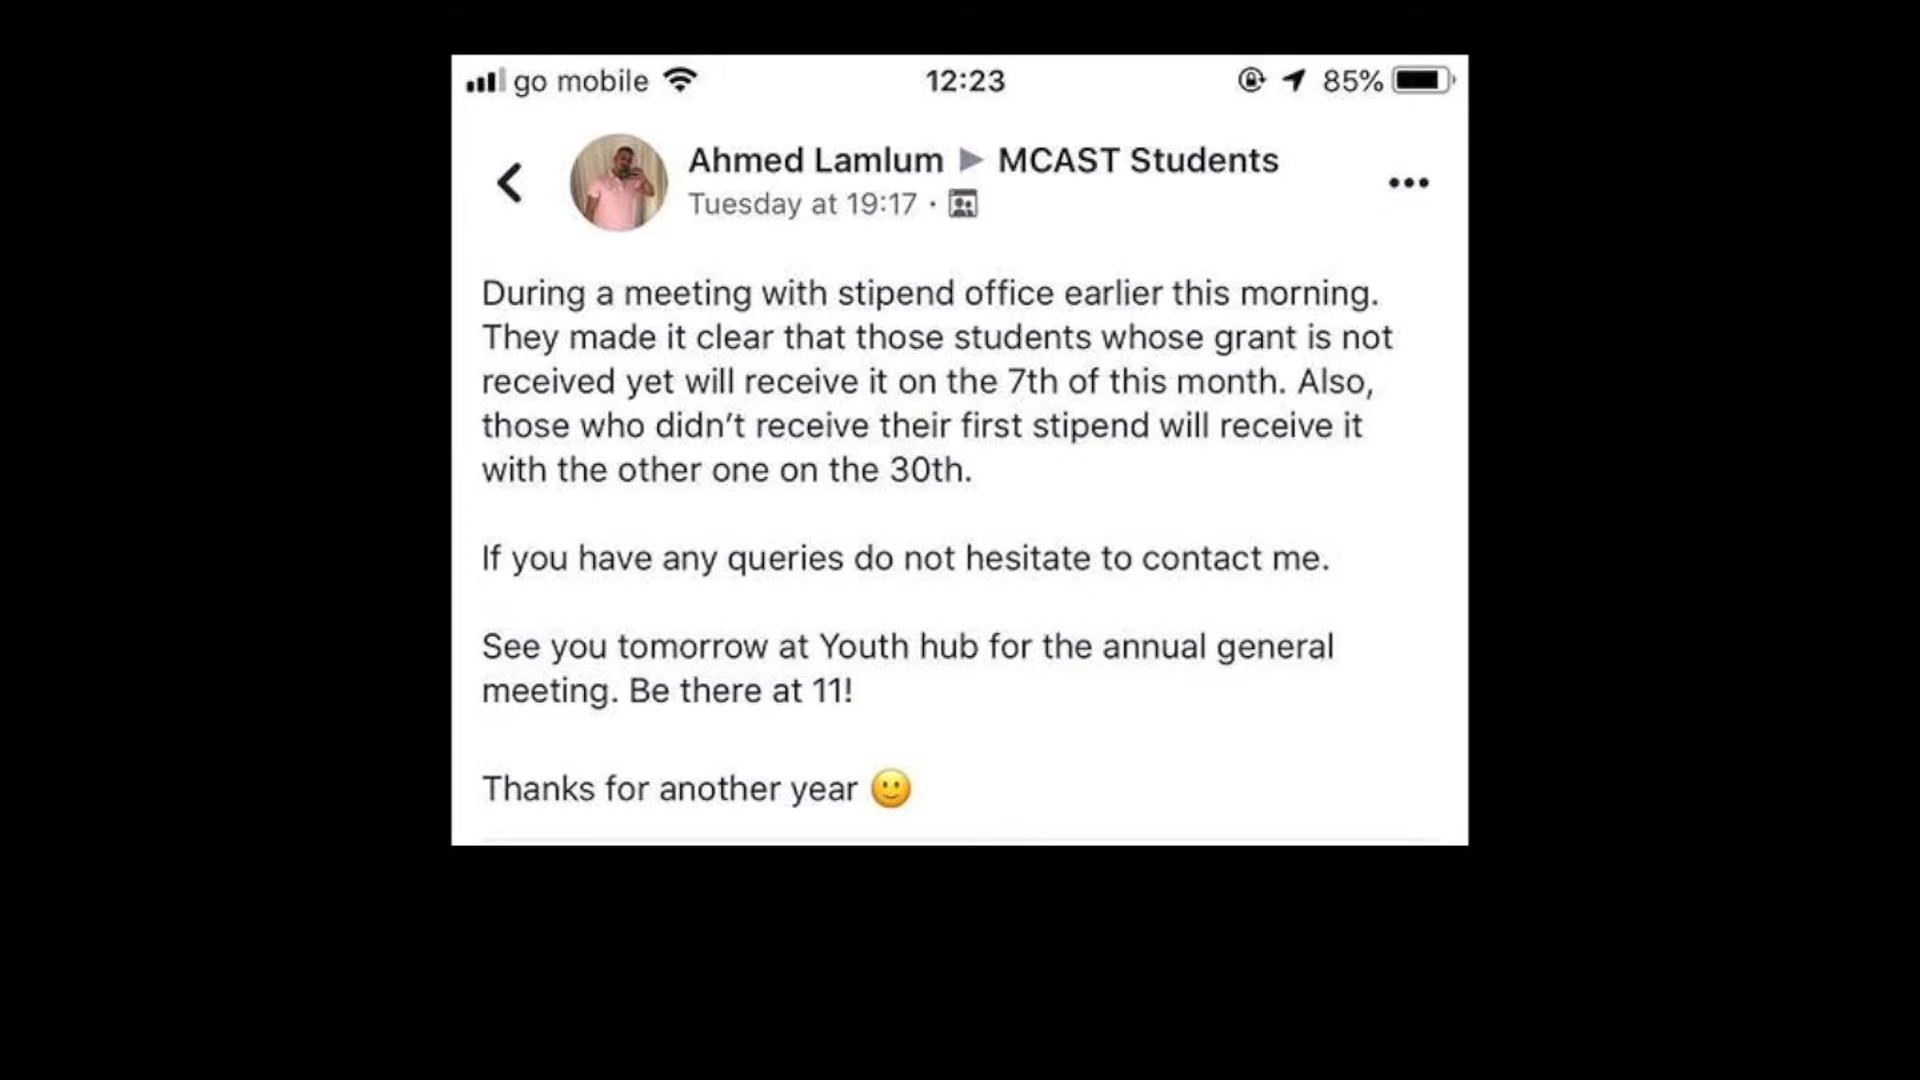 go mobile 12:23 85%
Ahmed Lamlum ▶ MCAST Students
Tuesday at 19:17 ·
During a meeting with stipend office earlier this morning.
They made it clear that those students whose grant is not
received yet will receive it on the 7th of this month. Also,
those who didn’t receive their first stipend will receive it
with the other one on the 30th.
If you have any queries do not hesitate to contact me.
See you tomorrow at Youth hub for the annual general
meeting. Be there at 11!
Thanks for another year 🙂